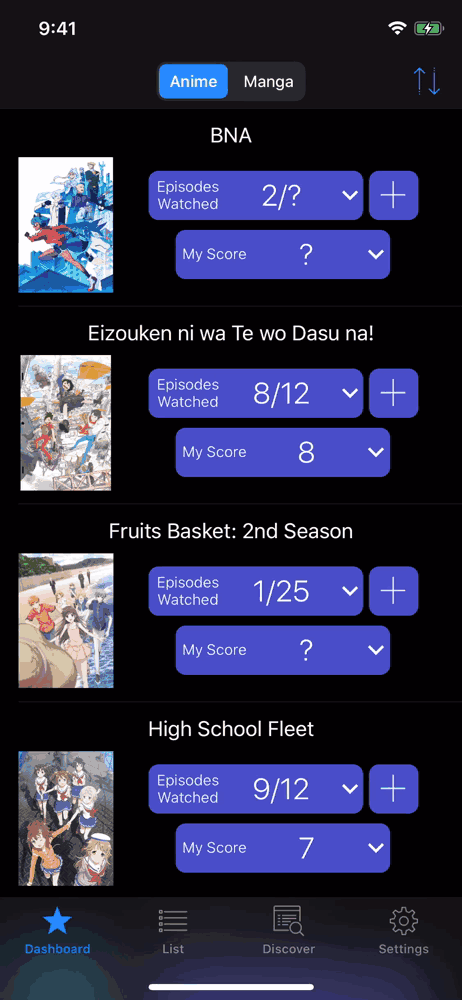 9:41
Anime Manga
BNA
Episodes
Watched
2/?
My Score ?
Eizouken ni wa Te wo Dasu na!
Episodes
Watched
8/12
My Score 8
Fruits Basket: 2nd Season
Episodes
Watched
1/25
My Score ?
High School Fleet
Episodes
Watched
9/12
My Score 7
Dashboard List Discover Settings